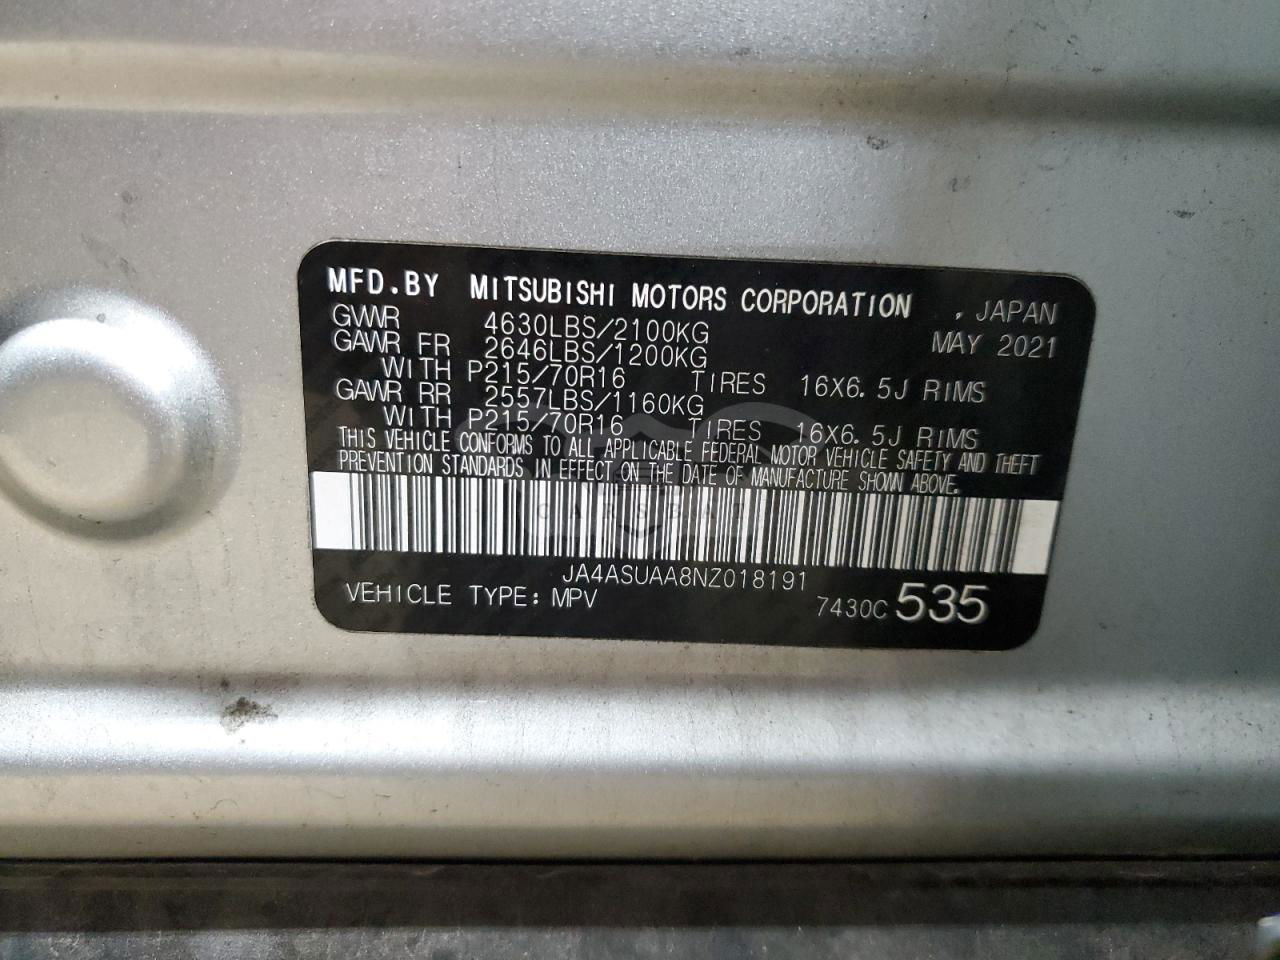 MFD.BY MITSUBISHI MOTORS CORPORATION , JAPAN
GVWR 4630LBS/2100KG MAY 2021
GAWR FR 2646LBS/1200KG
WITH P215/70R16 TIRES 16X6.5J RIMS
GAWR RR 2557LBS/1160KG
WITH P215/70R16 TIRES 16X6.5J RIMS
THIS VEHICLE CONFORMS TO ALL APPLICABLE FEDERAL MOTOR VEHICLE SAFETY AND THEFT
PREVENTION STANDARDS IN EFFECT ON THE DATE OF MANUFACTURE SHOWN ABOVE.
JA4ASUAA8NZ018191
VEHICLE TYPE: MPV 7430C 535